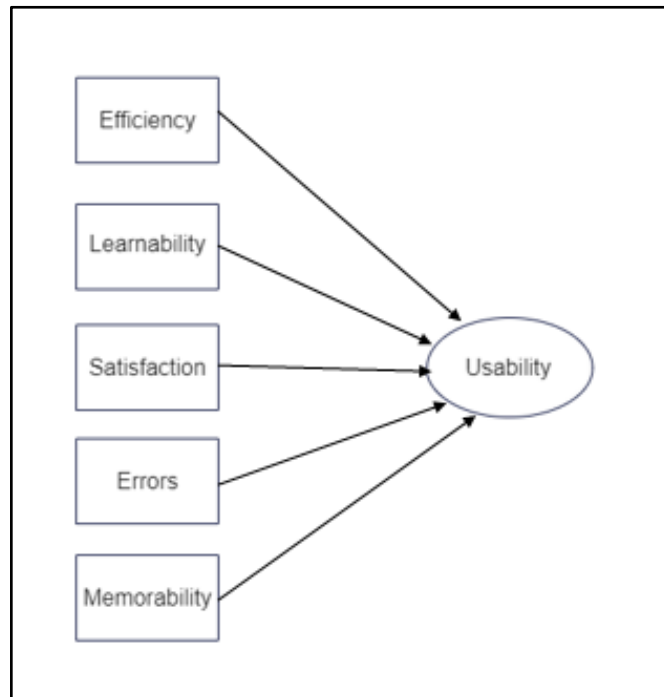 Efficiency
Learnability
Satisfaction
Usability
Errors
Memorability